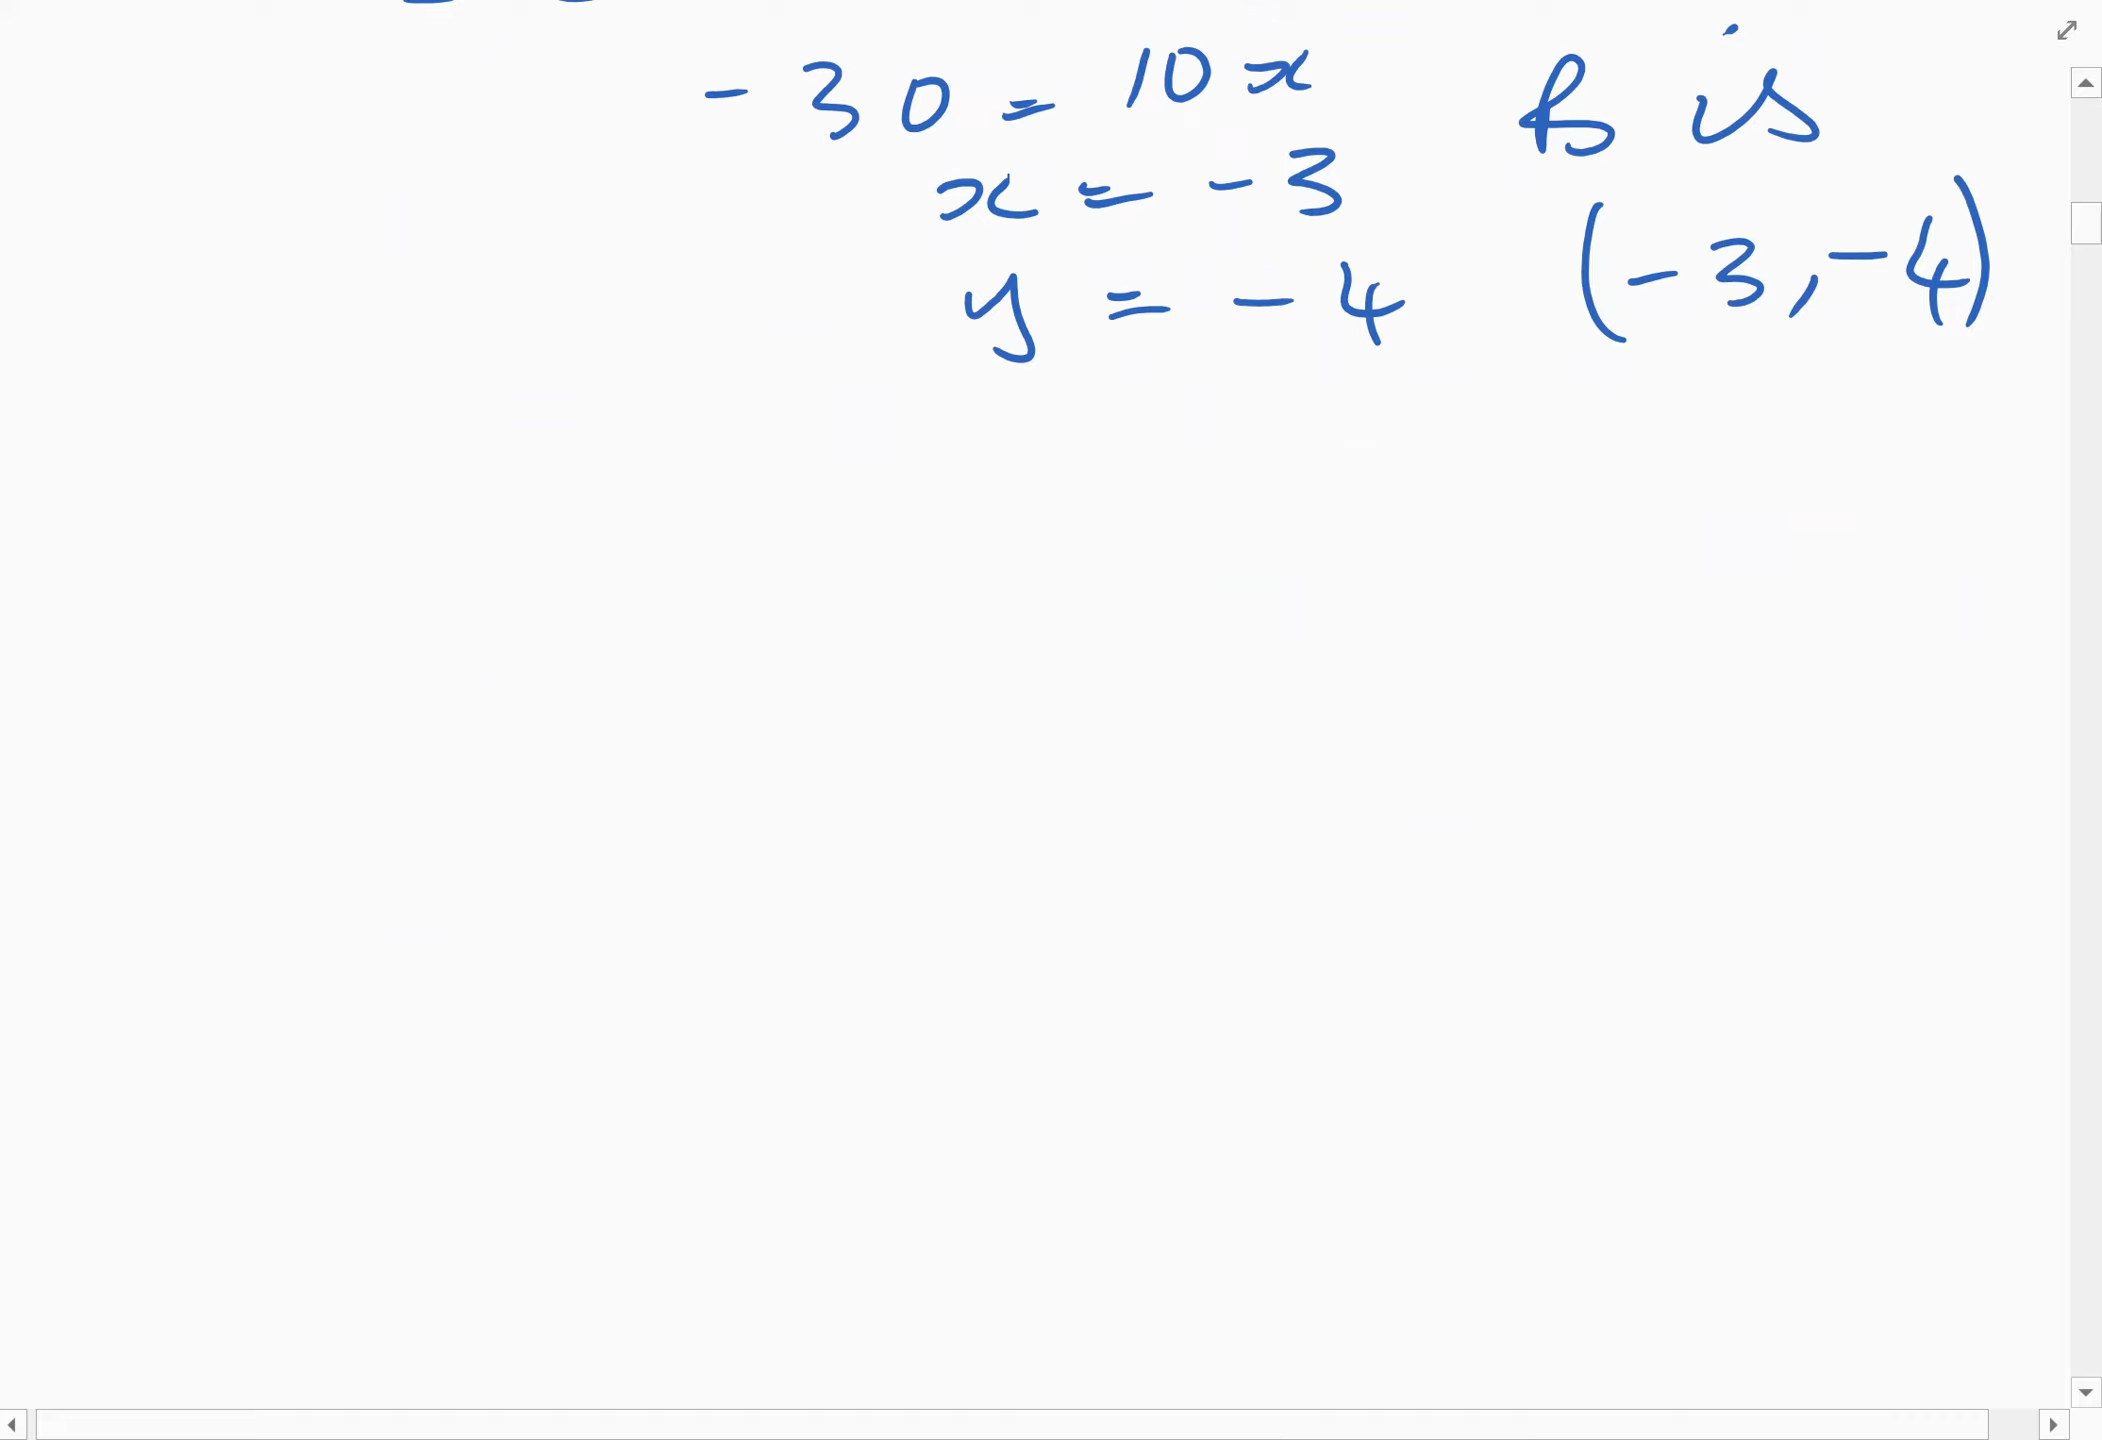 -30 = 10x
x = -3
y = -4
B is
(-3, -4)